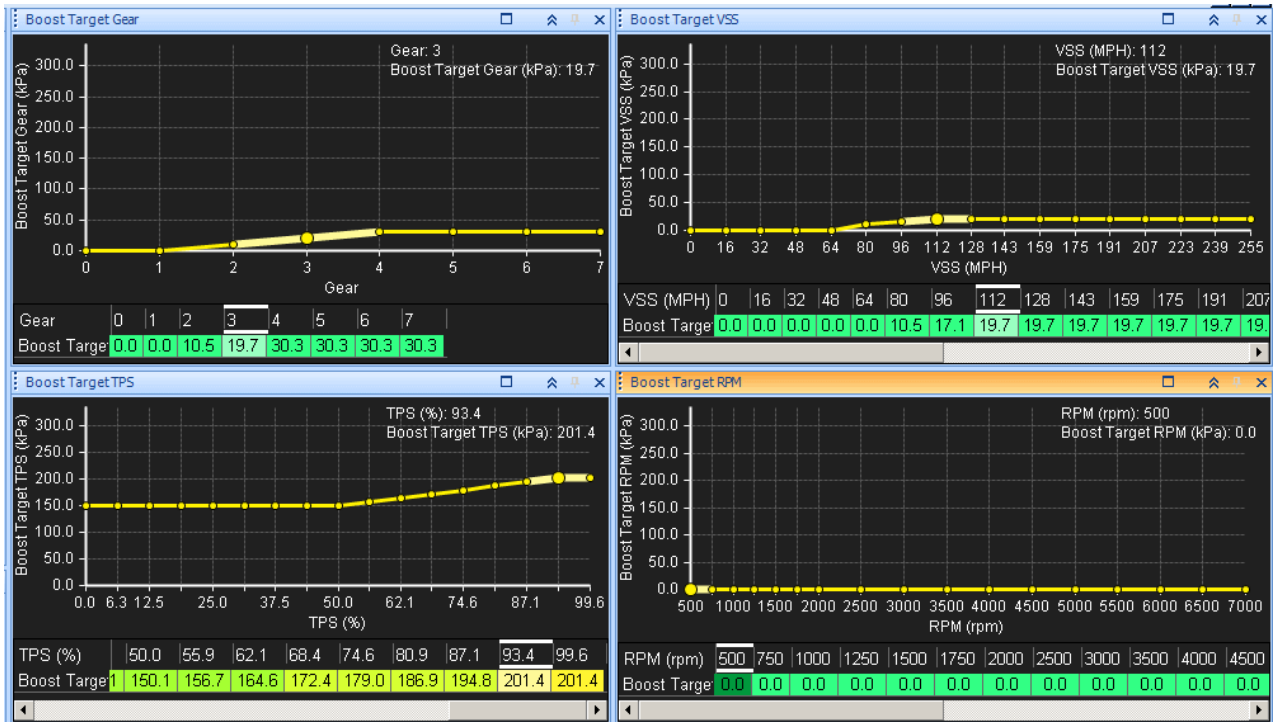 Boost Target Gear
Gear: 3
Boost Target Gear (kPa): 19.7
Boost Target Gear (kPa)
300.0
250.0
200.0
150.0
100.0
50.0
0.0
0 1 2 3 4 5 6 7
Gear
Gear 0 1 2 3 4 5 6 7
Boost Targe 0.0 0.0 10.5 19.7 30.3 30.3 30.3 30.3
Boost Target VSS
VSS (MPH): 112
Boost Target VSS (kPa): 19.7
Boost Target VSS (kPa)
300.0
250.0
200.0
150.0
100.0
50.0
0.0
0 16 32 48 64 80 96 112 128 143 159 175 191 207 223 239 255
VSS (MPH)
VSS (MPH) 0 16 32 48 64 80 96 112 128 143 159 175 191 207
Boost Targe 0.0 0.0 0.0 0.0 0.0 10.5 17.1 19.7 19.7 19.7 19.7 19.7 19.7 19.
Boost Target TPS
TPS (%): 93.4
Boost Target TPS (kPa): 201.4
Boost Target TPS (kPa)
300.0
250.0
200.0
150.0
100.0
50.0
0.0
0.0 6.3 12.5 25.0 37.5 50.0 62.1 74.6 87.1 99.6
TPS (%)
TPS (%) 50.0 55.9 62.1 68.4 74.6 80.9 87.1 93.4 99.6
Boost Targe 1 150.1 156.7 164.6 172.4 179.0 186.9 194.8 201.4 201.4
Boost Target RPM
RPM (rpm): 500
Boost Target RPM (kPa): 0.0
Boost Target RPM (kPa)
300.0
250.0
200.0
150.0
100.0
50.0
0.0
500 1000 1500 2000 2500 3000 3500 4000 4500 5000 5500 6000 6500 7000
RPM (rpm)
RPM (rpm) 500 750 1000 1250 1500 1750 2000 2500 3000 3500 4000 4500
Boost Targe 0.0 0.0 0.0 0.0 0.0 0.0 0.0 0.0 0.0 0.0 0.0 0.0